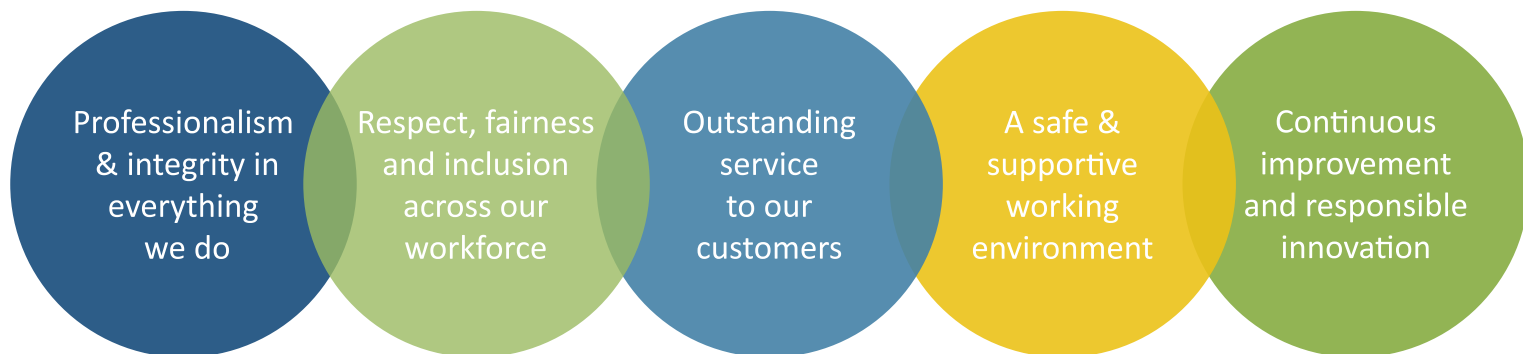 Professionalism
& integrity in
everything
we do
Respect, fairness
and inclusion
across our
workforce
Outstanding
service
to our
customers
A safe &
supportive
working
environment
Continuous
improvement
and responsible
innovation